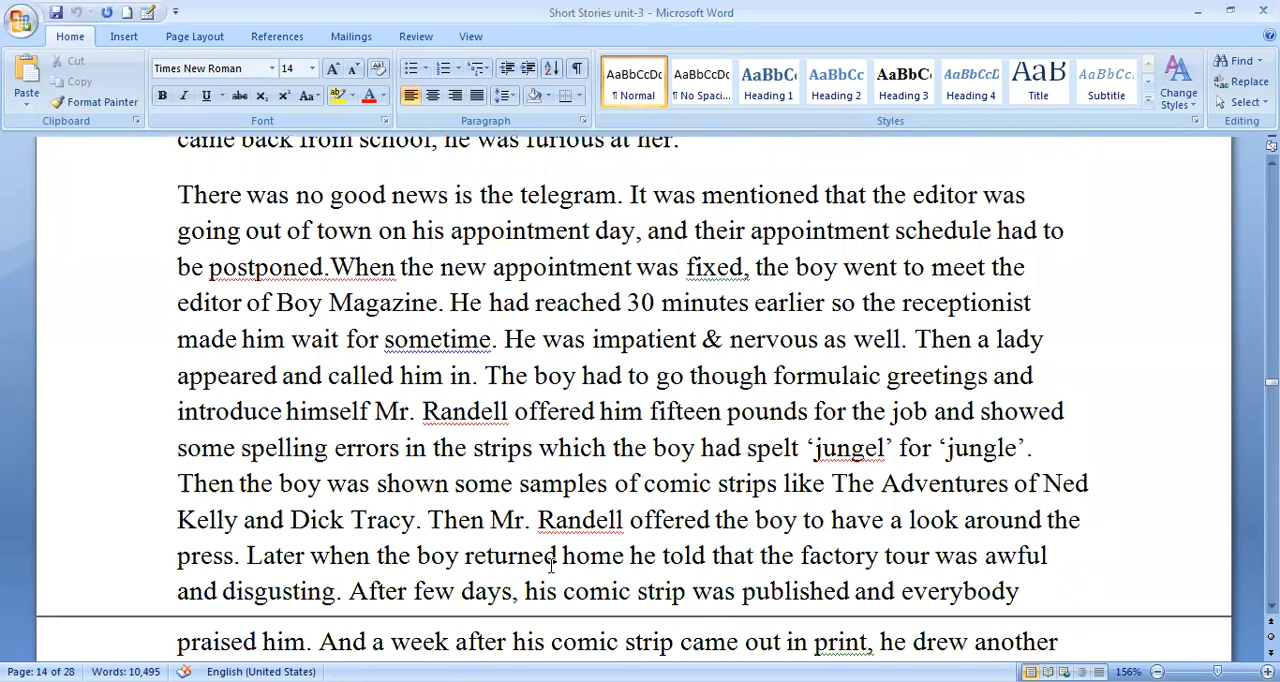 Short Stories unit-3 - Microsoft Word
Home Insert Page Layout References Mailings Review View
Cut
Copy
Format Painter
Paste
Clipboard
Times New Roman 14
B I U abc X₂ X² Aa A
Font
Paragraph
AaBbCcDc AaBbCcDc AaBbC AaBbCc AaBbCc AaBbCcD AaB AaBbCc.
¶ Normal ¶ No Spaci... Heading 1 Heading 2 Heading 3 Heading 4 Title Subtitle
Change Styles
Styles
Find
Replace
Select
Editing
came back from school, he was furious at her.
There was no good news is the telegram. It was mentioned that the editor was
going out of town on his appointment day, and their appointment schedule had to
be postponed.When the new appointment was fixed, the boy went to meet the
editor of Boy Magazine. He had reached 30 minutes earlier so the receptionist
made him wait for sometime. He was impatient & nervous as well. Then a lady
appeared and called him in. The boy had to go though formulaic greetings and
introduce himself Mr. Randell offered him fifteen pounds for the job and showed
some spelling errors in the strips which the boy had spelt ‘jungel’ for ‘jungle’.
Then the boy was shown some samples of comic strips like The Adventures of Ned
Kelly and Dick Tracy. Then Mr. Randell offered the boy to have a look around the
press. Later when the boy returned home he told that the factory tour was awful
and disgusting. After few days, his comic strip was published and everybody
praised him. And a week after his comic strip came out in print, he drew another
Page: 14 of 28 Words: 10,495 English (United States) 156%